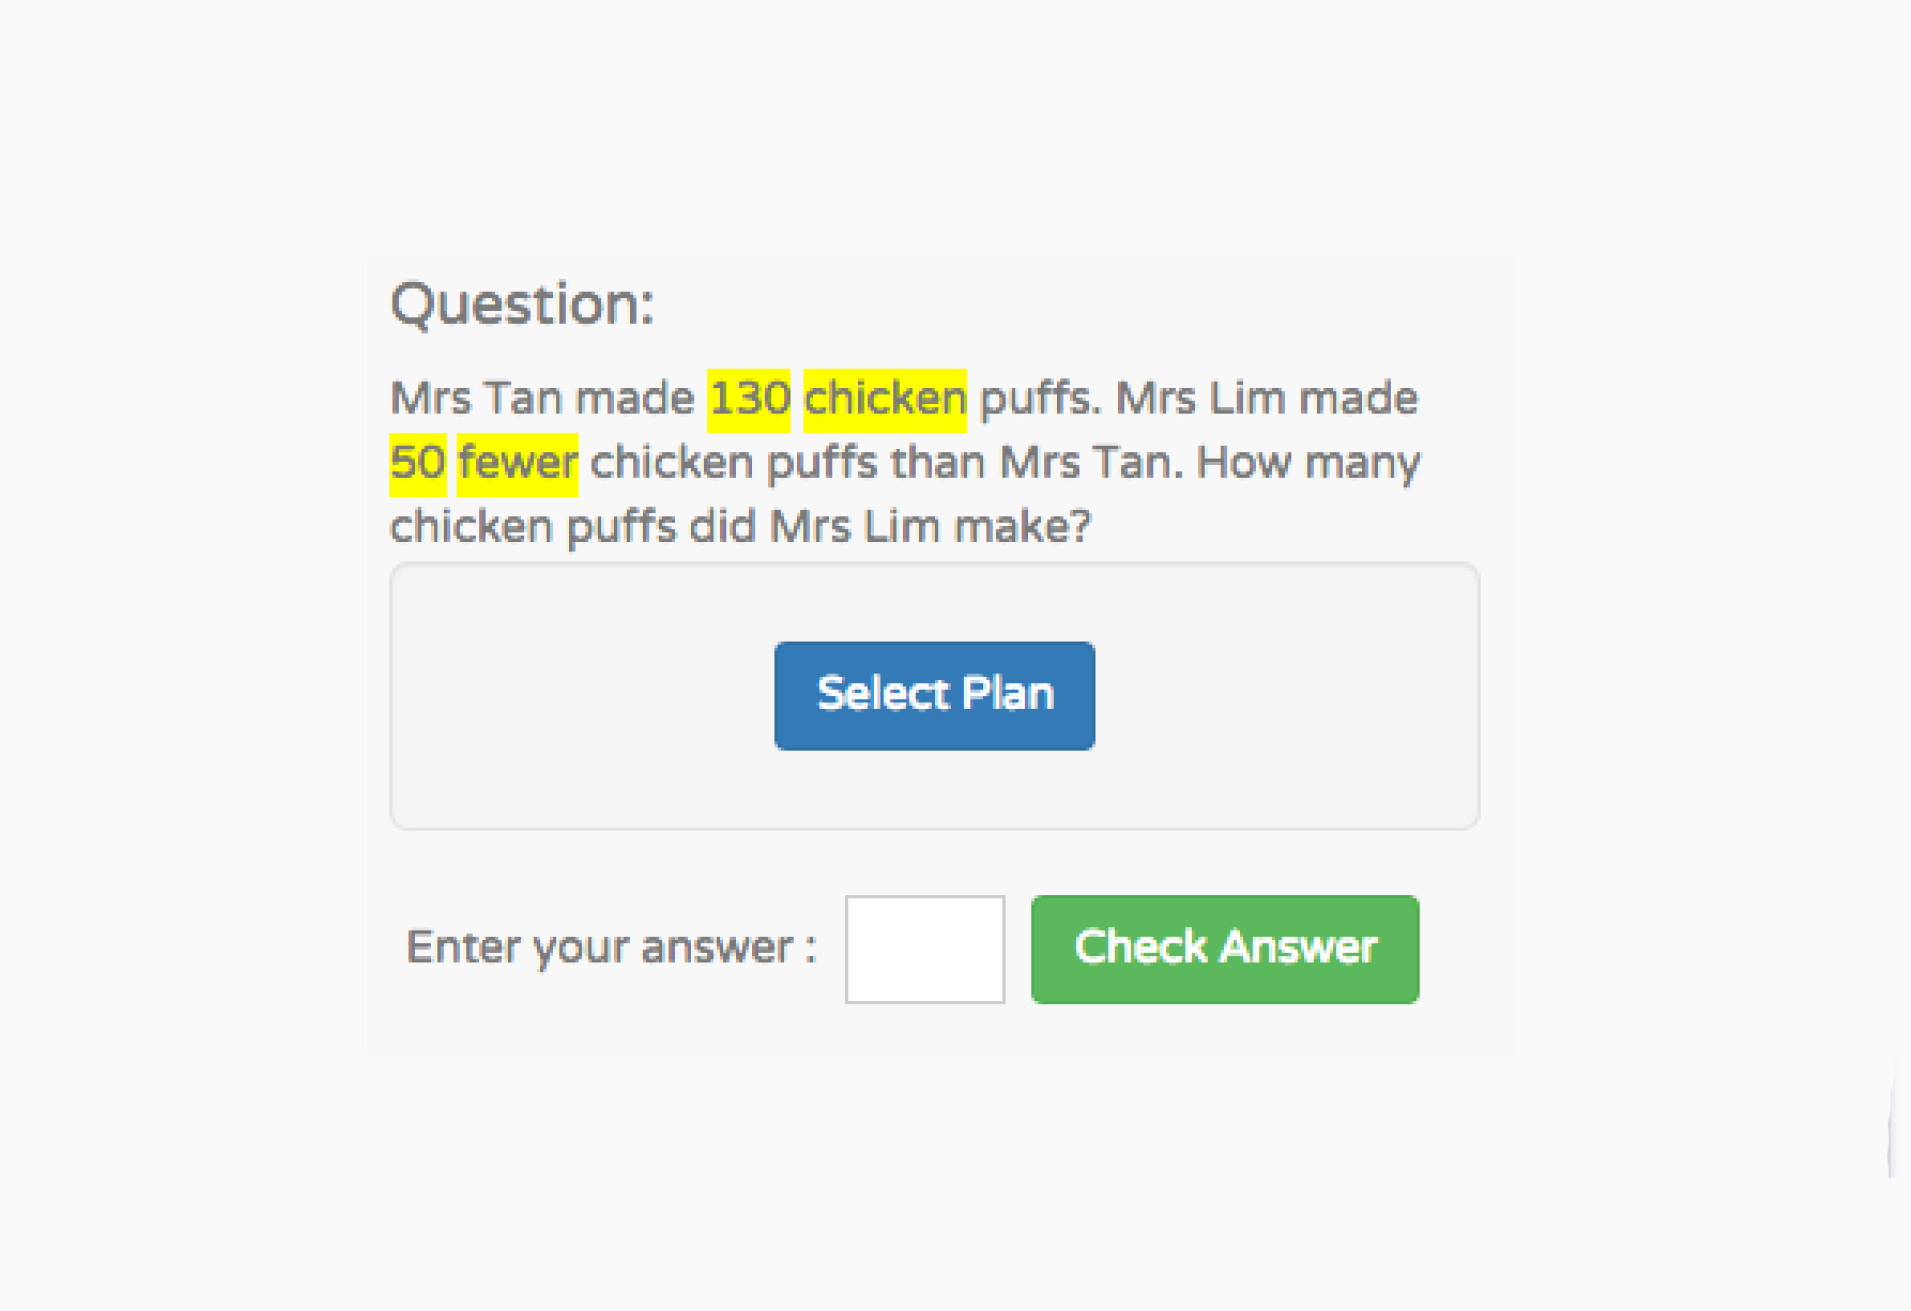 Question:
Mrs Tan made 130 chicken puffs. Mrs Lim made
50 fewer chicken puffs than Mrs Tan. How many
chicken puffs did Mrs Lim make?
Select Plan
Enter your answer : Check Answer